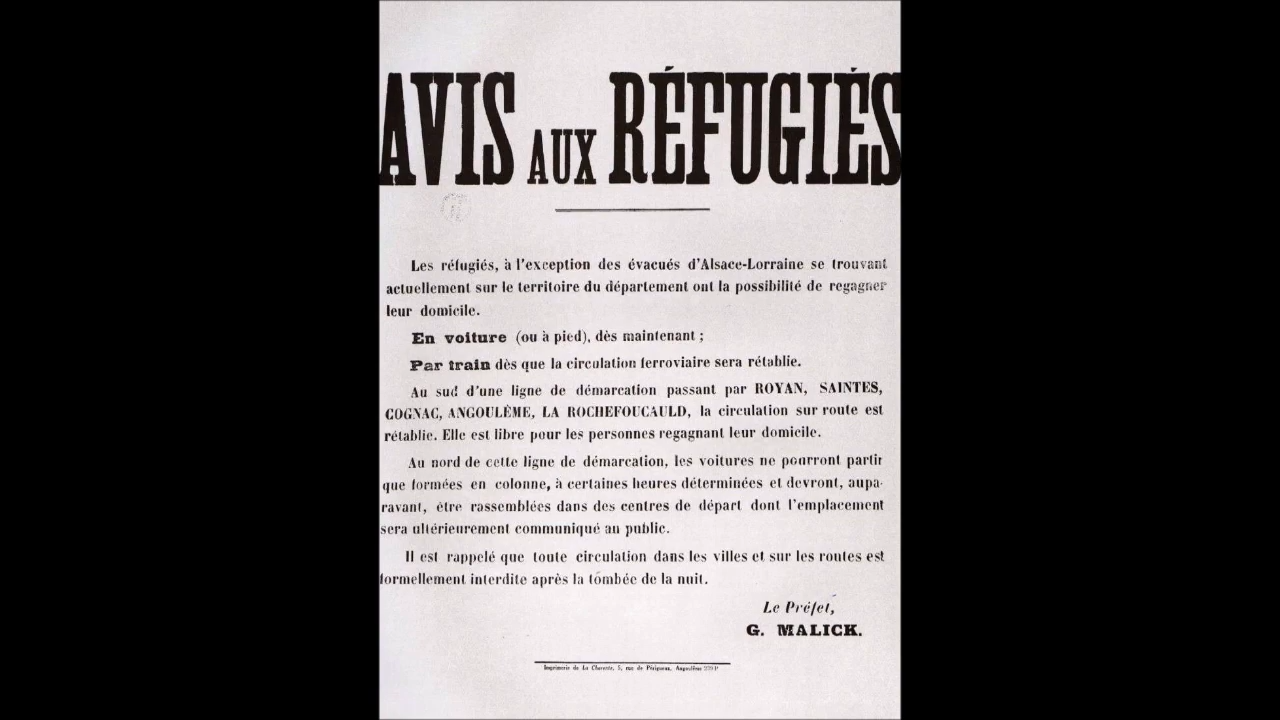 AVIS AUX RÉFUGIÉS
Les réfugiés, à l'exception des évacués d'Alsace-Lorraine se trouvant
actuellement sur le territoire du département ont la possibilité de regagner
leur domicile.
En voiture (ou à pied), dès maintenant ;
Par train dès que la circulation ferroviaire sera rétablie.
Au sud d'une ligne de démarcation passant par ROYAN, SAINTES,
COGNAC, ANGOULÈME, LA ROCHEFOUCAULD, la circulation sur route est
rétablie. Elle est libre pour les personnes regagnant leur domicile.
Au nord de cette ligne de démarcation, les voitures ne pourront partir
que formées en colonne, à certaines heures déterminées et devront, aupa-
ravant, être rassemblées dans des centres de départ dont l'emplacement
sera ultérieurement communiqué au public.
Il est rappelé que toute circulation dans les villes et sur les routes est
formellement interdite après la tombée de la nuit.
Le Préfet,
G. MALICK.
Imprimerie de La Charente, 5, rue de Périgueux, Angoulême